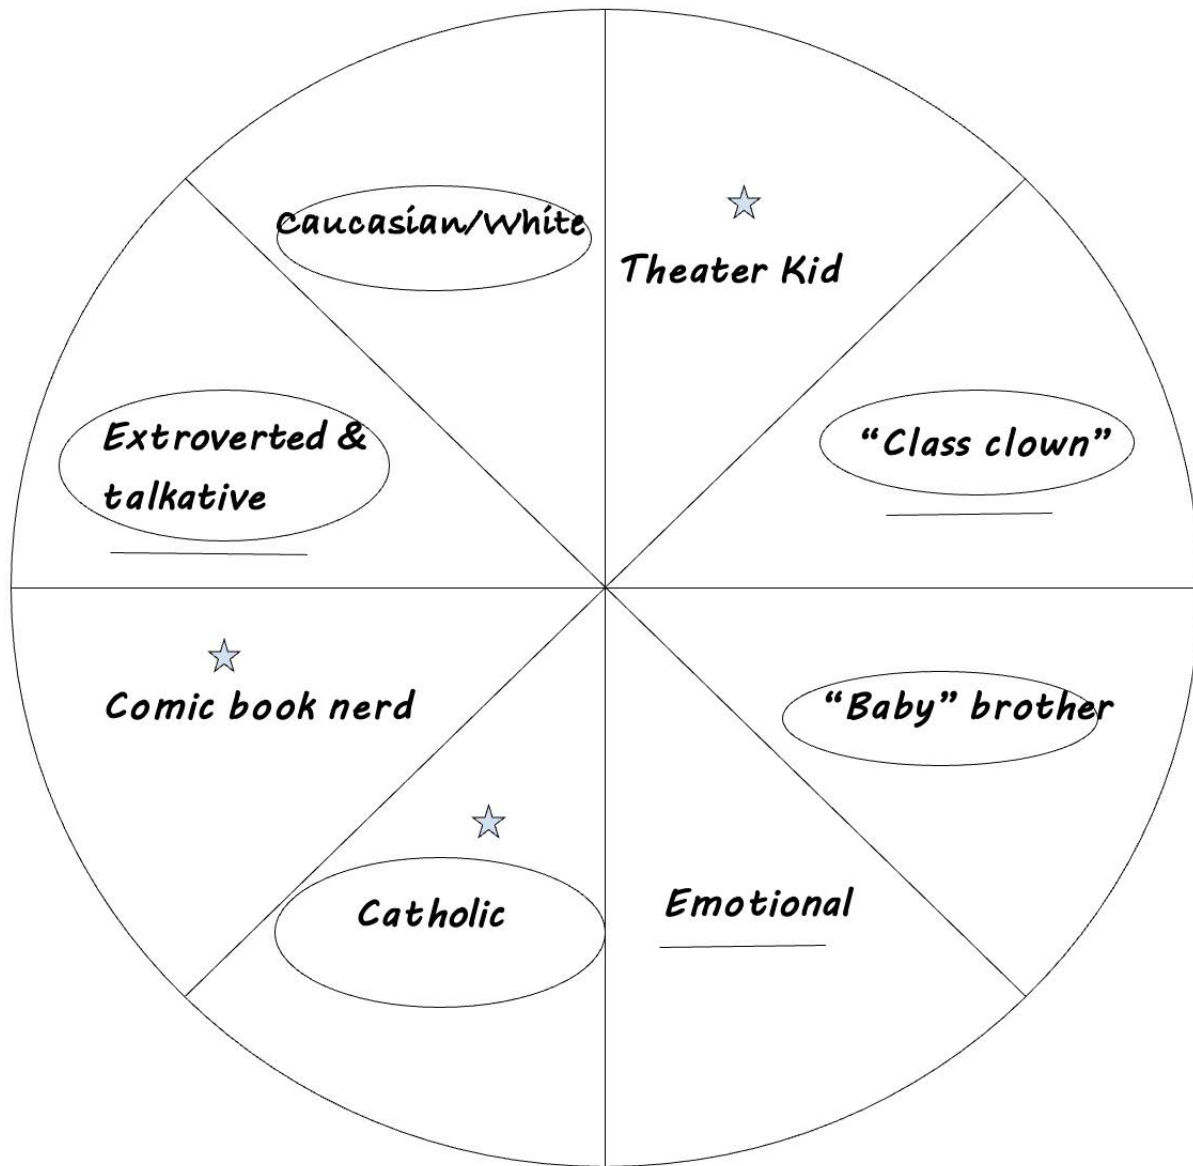 Caucasian/White
Theater Kid
Extroverted &
talkative
“Class clown”
Comic book nerd
“Baby” brother
Catholic
Emotional